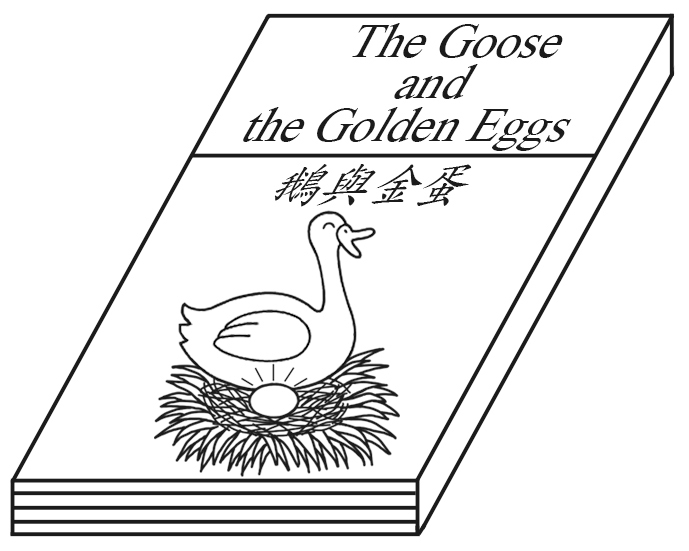 The Goose
and
the Golden Eggs
鵝與金蛋